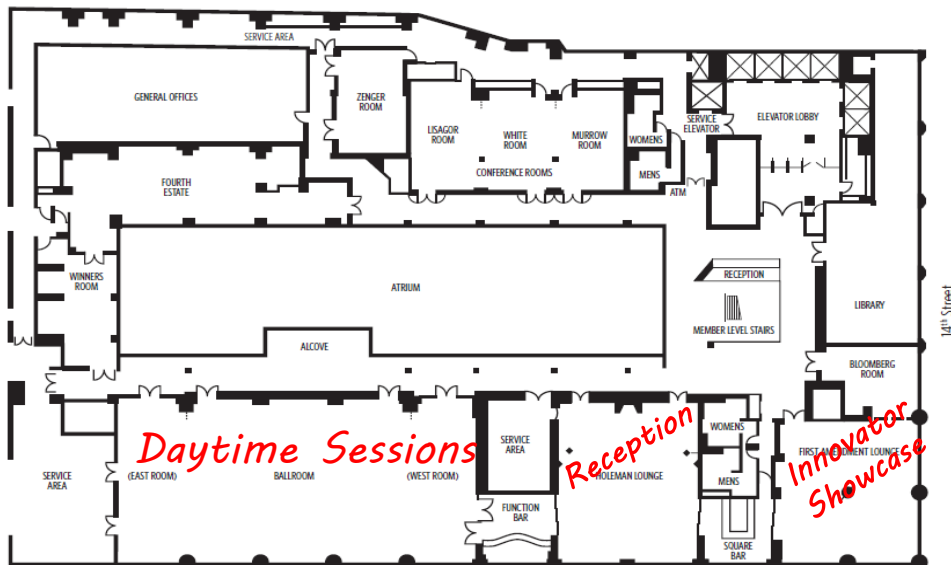 SERVICE AREA
GENERAL OFFICES
ZENGER
ROOM
LISAGOR
ROOM
WHITE
ROOM
MURROW
ROOM
CONFERENCE ROOMS
WOMENS
MENS
SERVICE
ELEVATOR
ELEVATOR LOBBY
ATM
FOURTH
ESTATE
WINNERS
ROOM
ATRIUM
ALCOVE
RECEPTION
MEMBER LEVEL STAIRS
LIBRARY
14th Street
BLOOMBERG
ROOM
Daytime Sessions
SERVICE
AREA
(EAST ROOM)
BALLROOM
(WEST ROOM)
SERVICE
AREA
FUNCTION
BAR
Reception
HOLEMAN LOUNGE
WOMENS
MENS
SQUARE
BAR
FIRST AMENDMENT LOUNGE
Innovator
Showcase